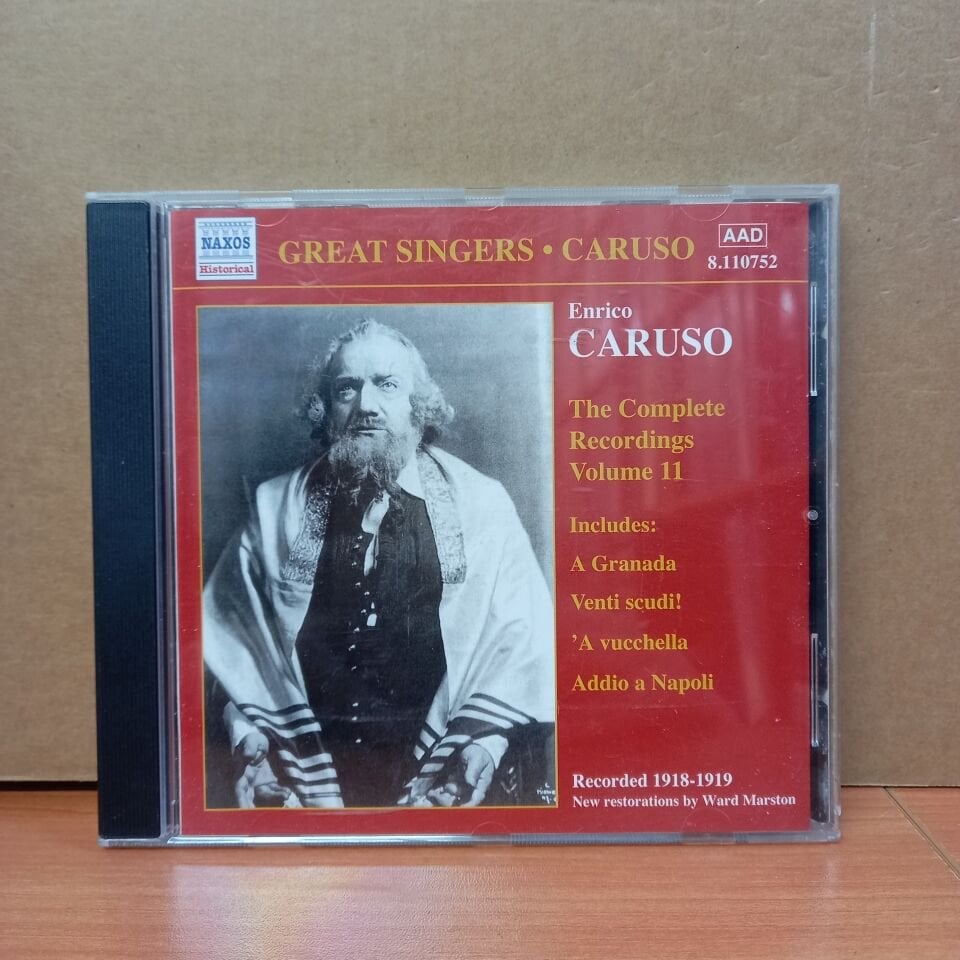 NAXOS
Historical
GREAT SINGERS • CARUSO
AAD
8.110752
Enrico
CARUSO
The Complete
Recordings
Volume 11
Includes:
A Granada
Venti scudi!
’A vucchella
Addio a Napoli
Recorded 1918-1919
New restorations by Ward Marston